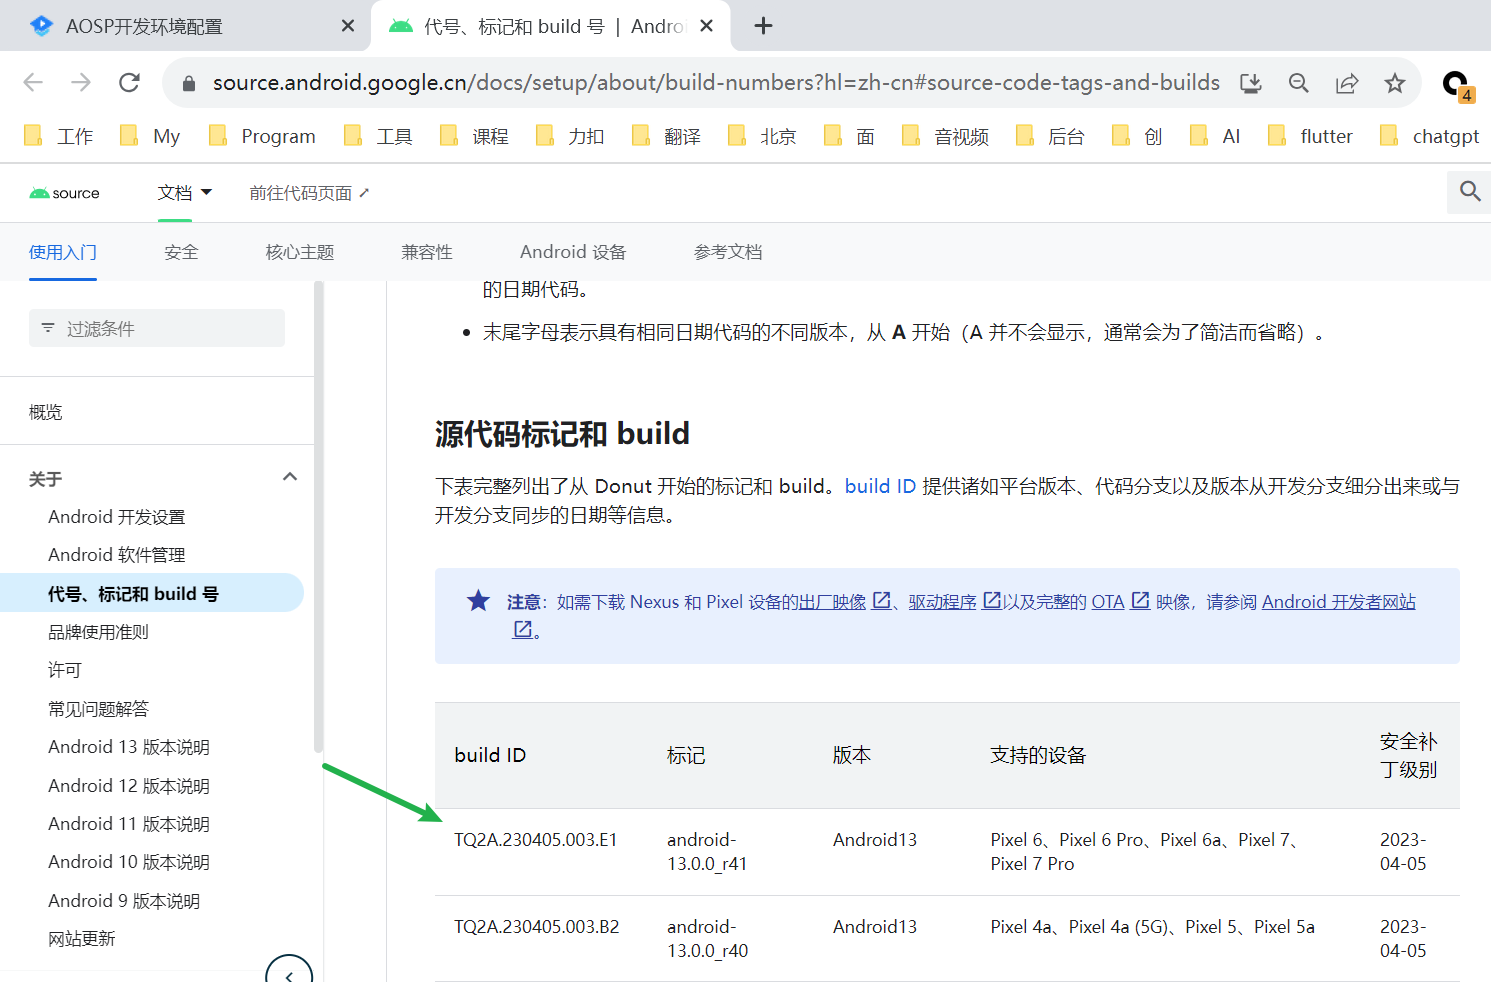 AOSP开发环境配置
代号、标记和 build 号 | Andro
source.android.google.cn/docs/setup/about/build-numbers?hl=zh-cn#source-code-tags-and-builds
4
工作 My Program 工具 课程 力扣 翻译 北京 面 音视频 后台 创 AI flutter chatgpt
source 文档 前往代码页面 ↗
使用入门 安全 核心主题 兼容性 Android 设备 参考文档
过滤条件
概览
关于
Android 开发设置
Android 软件管理
代号、标记和 build 号
品牌使用准则
许可
常见问题解答
Android 13 版本说明
Android 12 版本说明
Android 11 版本说明
Android 10 版本说明
Android 9 版本说明
网站更新
的日期代码。
• 末尾字母表示具有相同日期代码的不同版本，从 A 开始（A 并不会显示，通常会为了简洁而省略）。
源代码标记和 build
下表完整列出了从 Donut 开始的标记和 build。build ID 提供诸如平台版本、代码分支以及版本从开发分支细分出来或与
开发分支同步的日期等信息。
注意：如需下载 Nexus 和 Pixel 设备的出厂映像、驱动程序以及完整的 OTA 映像，请参阅 Android 开发者网站
。
build ID 标记 版本 支持的设备 安全补
丁级别
TQ2A.230405.003.E1 android- Android13 Pixel 6、Pixel 6 Pro、Pixel 6a、Pixel 7、 2023-
13.0.0_r41 Pixel 7 Pro 04-05
TQ2A.230405.003.B2 android- Android13 Pixel 4a、Pixel 4a (5G)、Pixel 5、Pixel 5a 2023-
13.0.0_r40 04-05